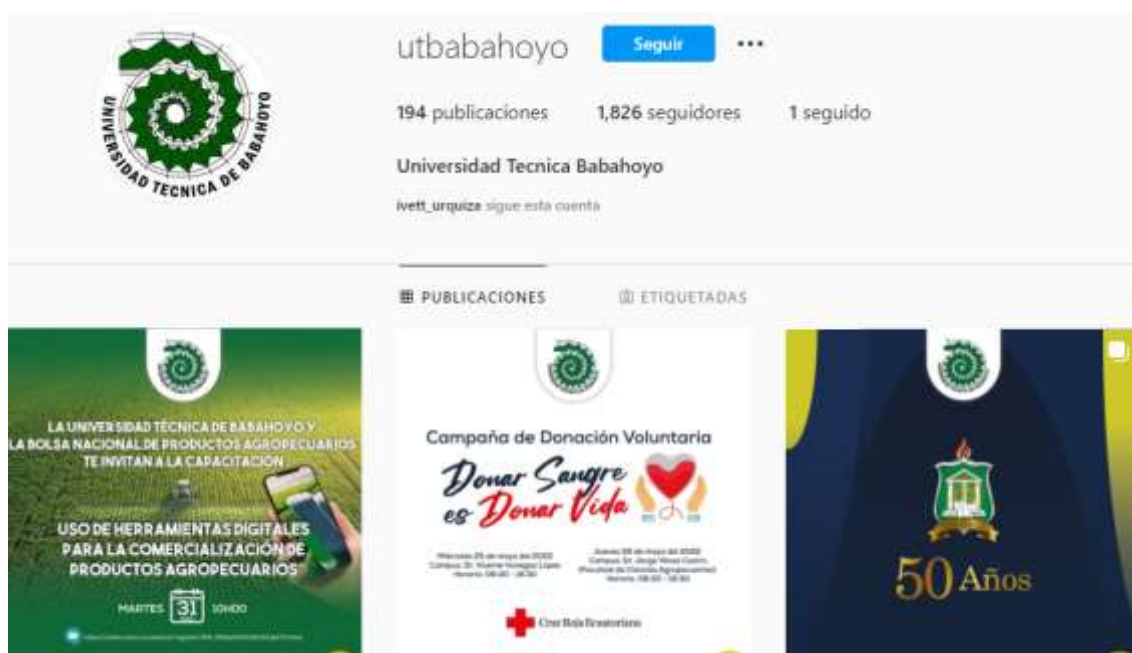 UNIVERSIDAD TECNICA DE BABAHOYO
utbabahoyo
Seguir
194 publicaciones 1,826 seguidores 1 seguido
Universidad Tecnica Babahoyo
ivett_urquiza sigue esta cuenta
PUBLICACIONES ETIQUETADAS
LA UNIVERSIDAD TÉCNICA DE BABAHOYO Y
LA BOLSA NACIONAL DE PRODUCTOS AGROPECUARIOS
TE INVITAN A LA CAPACITACIÓN
USO DE HERRAMIENTAS DIGITALES
PARA LA COMERCIALIZACIÓN DE
PRODUCTOS AGROPECUARIOS
MARTES 31 10H00
Campaña de Donación Voluntaria
Donar Sangre
es Donar Vida
Cruz Roja Ecuatoriana
50 Años